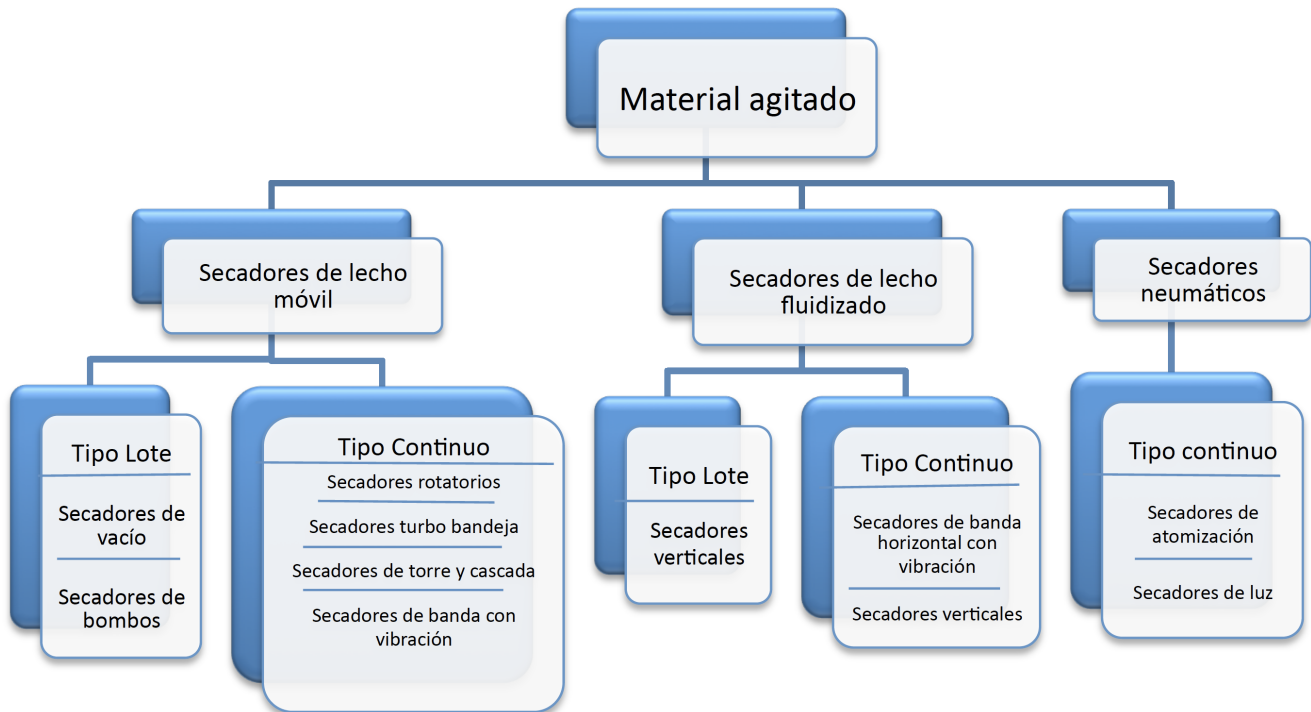 Material agitado
Secadores de lecho
móvil
Secadores de lecho
fluidizado
Secadores
neumáticos
Tipo Lote
Secadores de
vacío
Secadores de
bombos
Tipo Continuo
Secadores rotatorios
Secadores turbo bandeja
Secadores de torre y cascada
Secadores de banda con
vibración
Tipo Lote
Secadores
verticales
Tipo Continuo
Secadores de banda
horizontal con
vibración
Secadores verticales
Tipo continuo
Secadores de
atomización
Secadores de luz